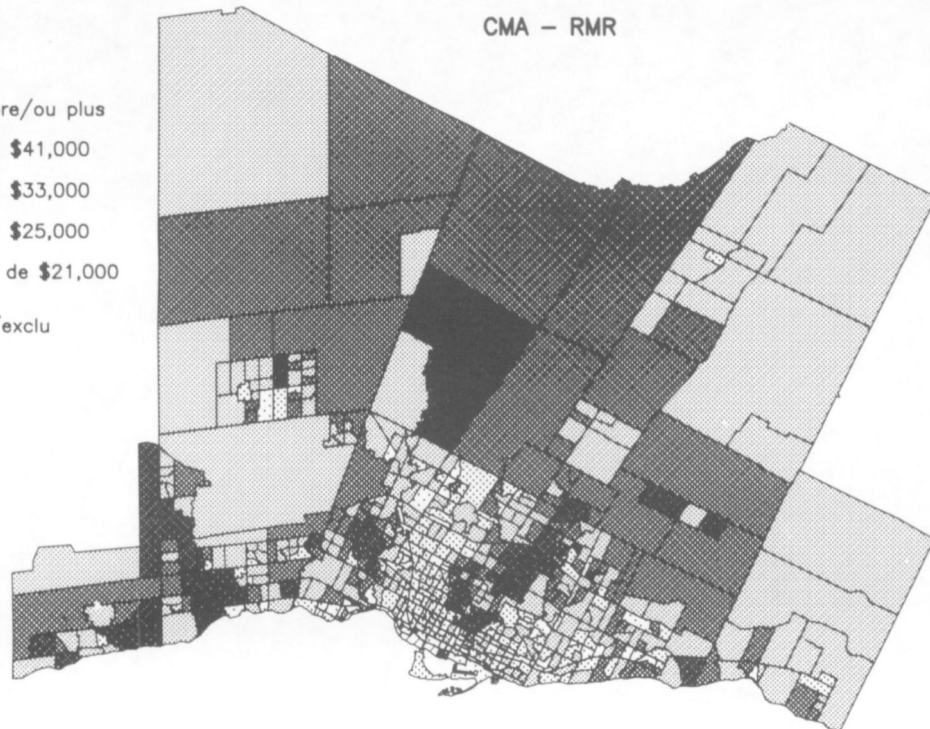 CMA – RMR
re/ou plus
$41,000
$33,000
$25,000
de $21,000
exclu